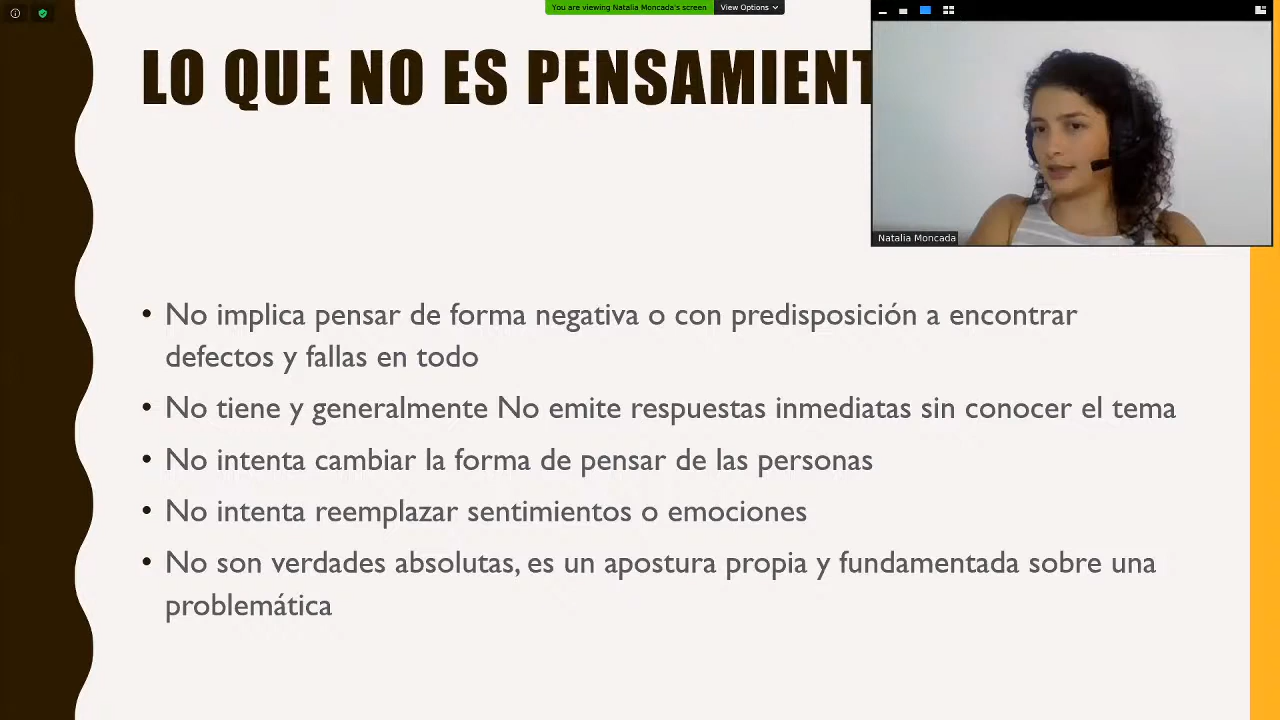 You are viewing Natalia Moncada's screen
View Options
LO QUE NO ES PENSAMIENT
Natalia Moncada
• No implica pensar de forma negativa o con predisposición a encontrar
defectos y fallas en todo
• No tiene y generalmente No emite respuestas inmediatas sin conocer el tema
• No intenta cambiar la forma de pensar de las personas
• No intenta reemplazar sentimientos o emociones
• No son verdades absolutas, es un apostura propia y fundamentada sobre una
problemática